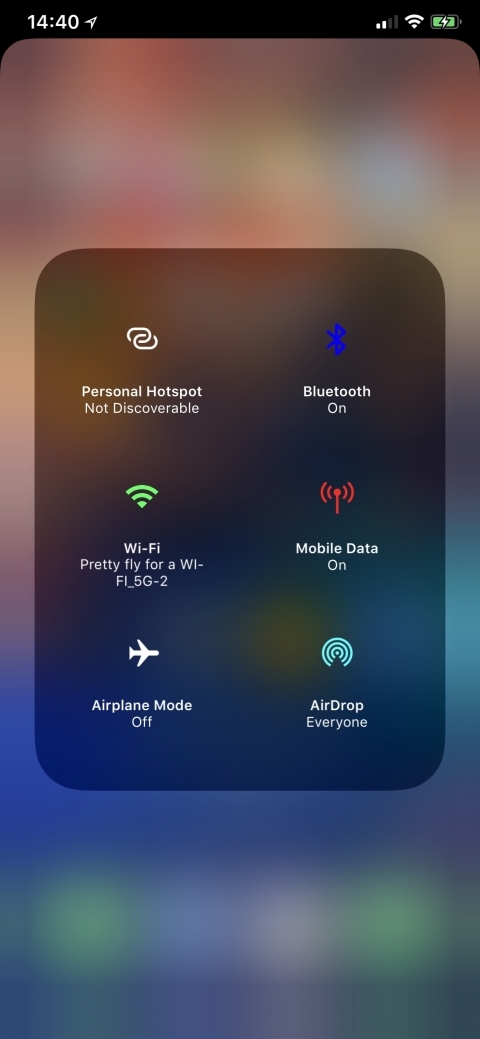 14:40
Personal Hotspot
Not Discoverable
Bluetooth
On
Wi-Fi
Pretty fly for a WI-
FI_5G-2
Mobile Data
On
Airplane Mode
Off
AirDrop
Everyone